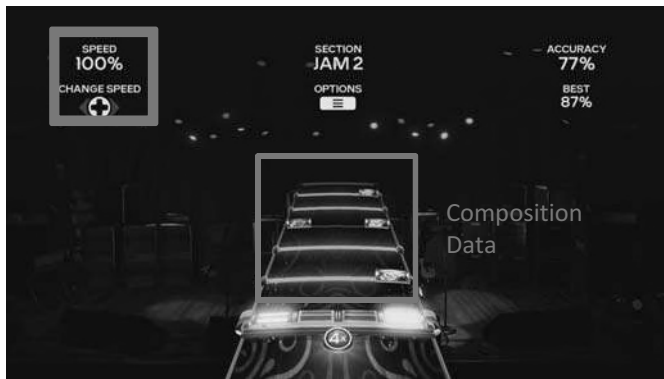 SPEED
100%
CHANGE SPEED
SECTION
JAM 2
OPTIONS
ACCURACY
77%
BEST
87%
Composition
Data
4x